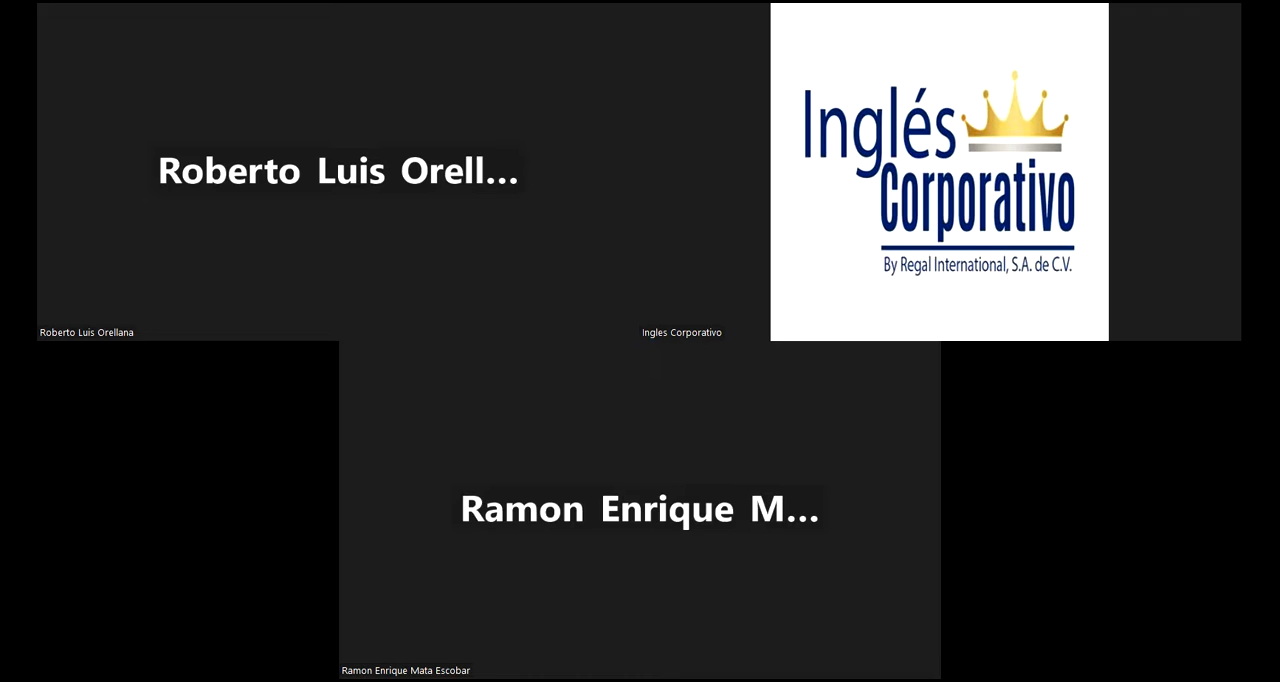 Roberto Luis Orell...
Roberto Luis Orellana
Inglés
Corporativo
By Regal International, S.A. de C.V.
Ingles Corporativo
Ramon Enrique M...
Ramon Enrique Mata Escobar